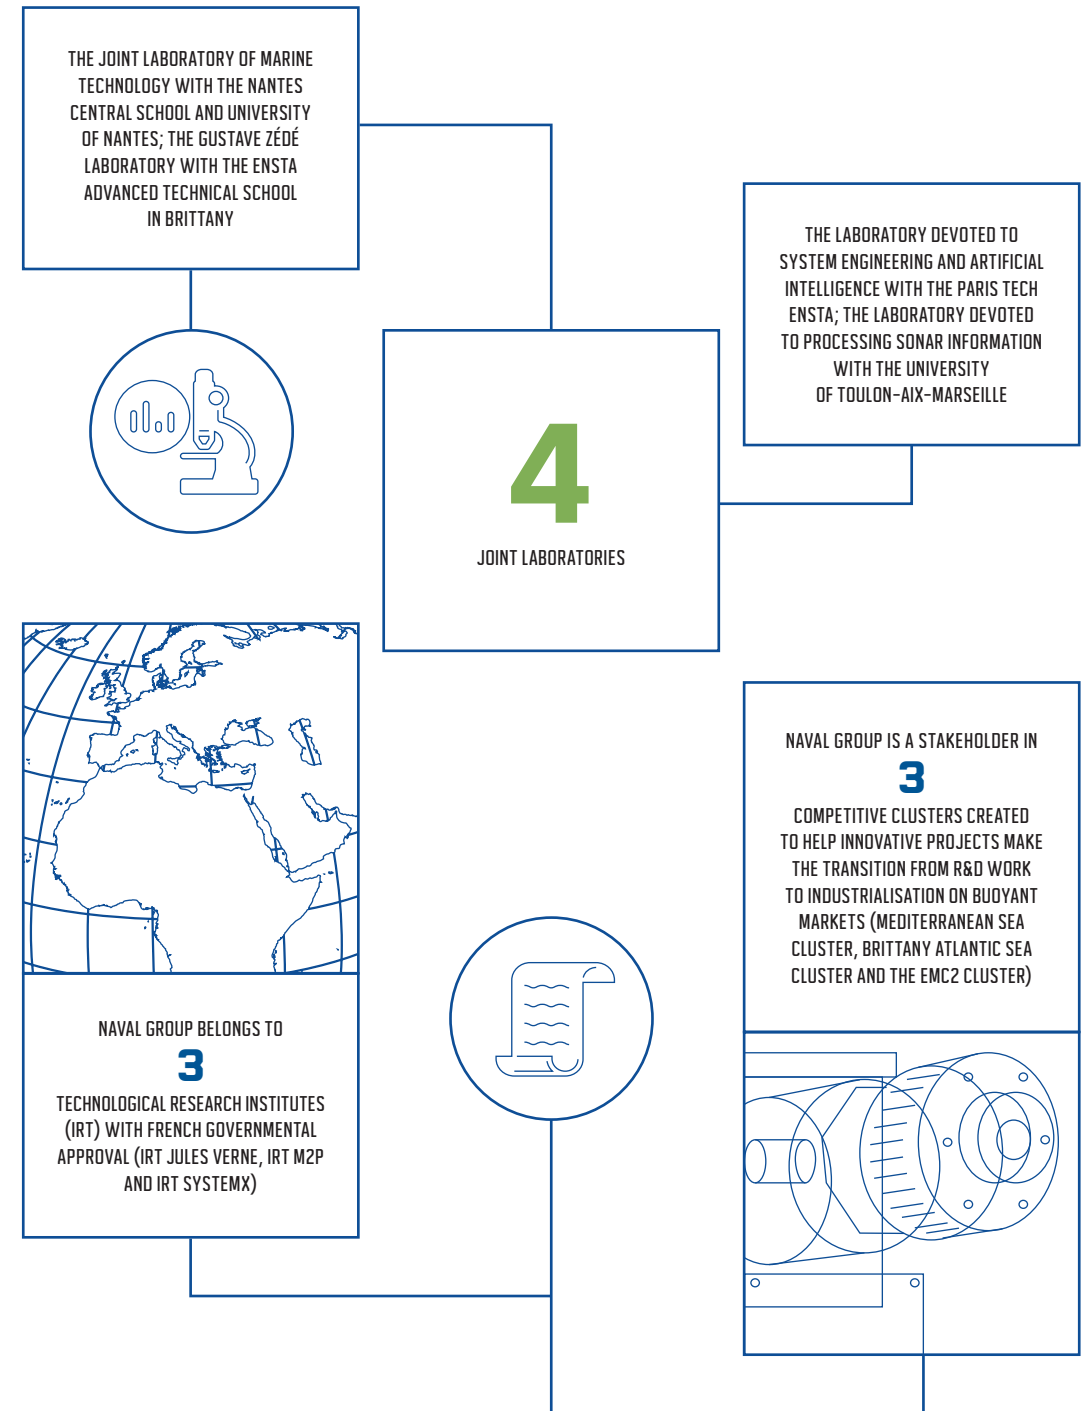 THE JOINT LABORATORY OF MARINE
TECHNOLOGY WITH THE NANTES
CENTRAL SCHOOL AND UNIVERSITY
OF NANTES; THE GUSTAVE ZÉDÉ
LABORATORY WITH THE ENSTA
ADVANCED TECHNICAL SCHOOL
IN BRITTANY
THE LABORATORY DEVOTED TO
SYSTEM ENGINEERING AND ARTIFICIAL
INTELLIGENCE WITH THE PARIS TECH
ENSTA; THE LABORATORY DEVOTED
TO PROCESSING SONAR INFORMATION
WITH THE UNIVERSITY
OF TOULON-AIX-MARSEILLE
4
JOINT LABORATORIES
NAVAL GROUP IS A STAKEHOLDER IN
3
COMPETITIVE CLUSTERS CREATED
TO HELP INNOVATIVE PROJECTS MAKE
THE TRANSITION FROM R&D WORK
TO INDUSTRIALISATION ON BUOYANT
MARKETS (MEDITERRANEAN SEA
CLUSTER, BRITTANY ATLANTIC SEA
CLUSTER AND THE EMC2 CLUSTER)
NAVAL GROUP BELONGS TO
3
TECHNOLOGICAL RESEARCH INSTITUTES
(IRT) WITH FRENCH GOVERNMENTAL
APPROVAL (IRT JULES VERNE, IRT M2P
AND IRT SYSTEMX)